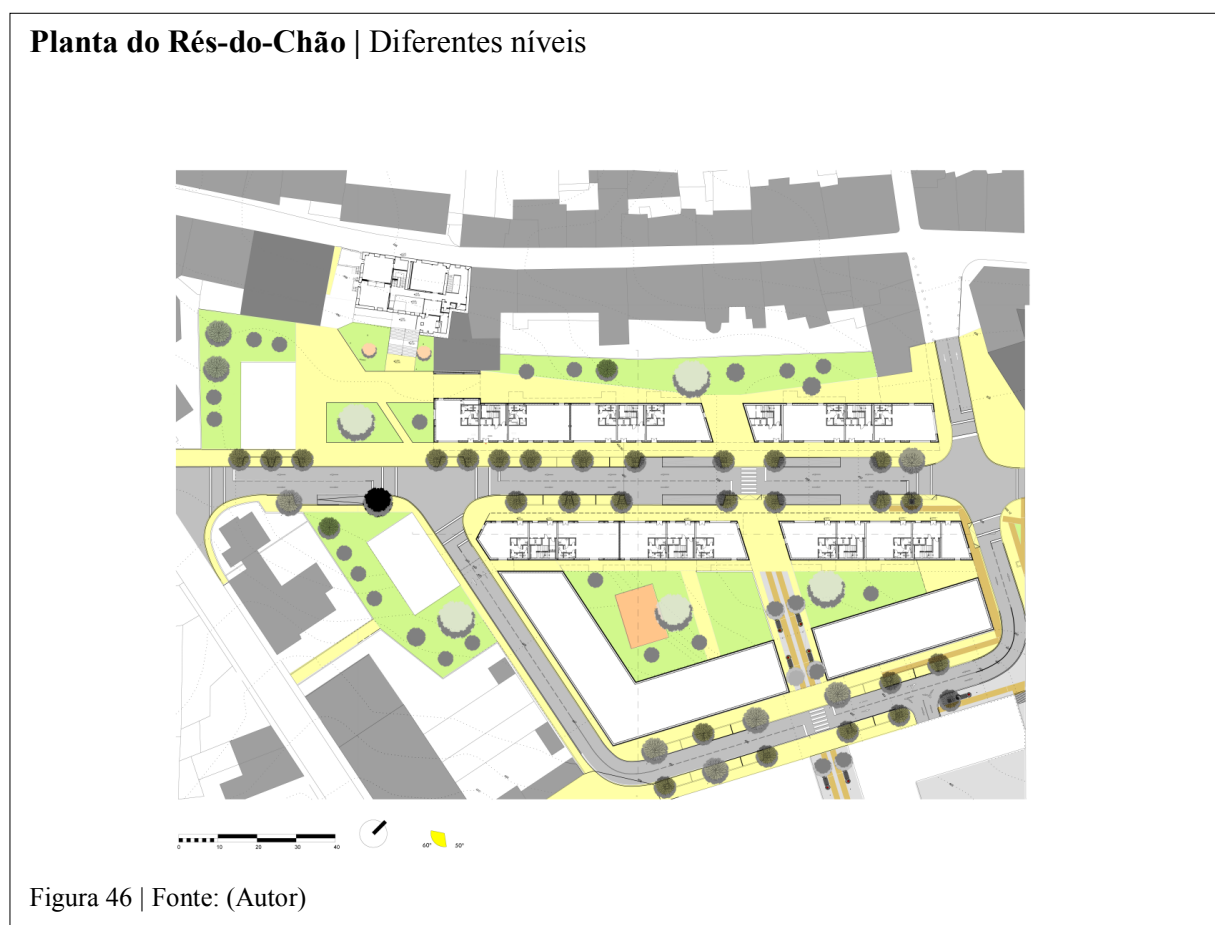 Planta do Rés-do-Chão | Diferentes níveis
0 10 20 30 40
60° 50°
Figura 46 | Fonte: (Autor)